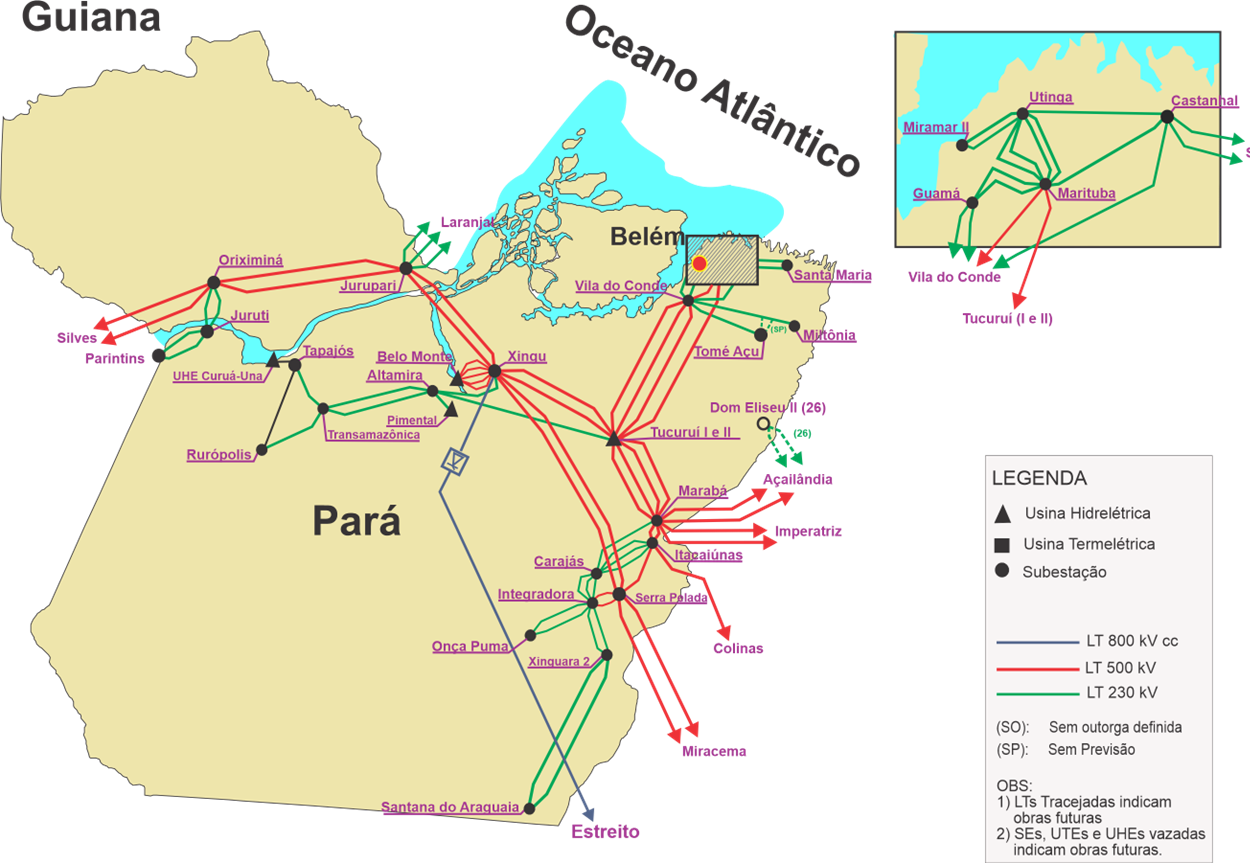 Guiana
Oceano Atlântico
Utinga
Castannal
Miramar II
Guamá
Marituba
S
Vila do Conde
Tucuruí (I e II)
Laranjal
Belém
Oriximiná
Jurupari
Santa Maria
Vila do Conde
Juruti
Silves
Parintins
(SP)
Miltônia
Tomé Açu
Tapajós
UHE Curuá-Una
Belo Monte
Xingu
Altamira
Pimental
Transamazônica
Rurópolis
Dom Eliseu II (26)
(26)
Tucuruí I e II
Açailândia
Marabá
Imperatriz
Pará
Itacaiúnas
Carajás
Integradora
Serra Pelada
Onça Puma
Colinas
Xinguara 2
Miracema
Santana do Araguaia
Estreito
LEGENDA
Usina Hidrelétrica
Usina Termelétrica
Subestação
LT 800 kV cc
LT 500 kV
LT 230 kV
(SO): Sem outorga definida
(SP): Sem Previsão
OBS:
1) LTs Tracejadas indicam
obras futuras
2) SEs, UTEs e UHEs vazadas
indicam obras futuras.